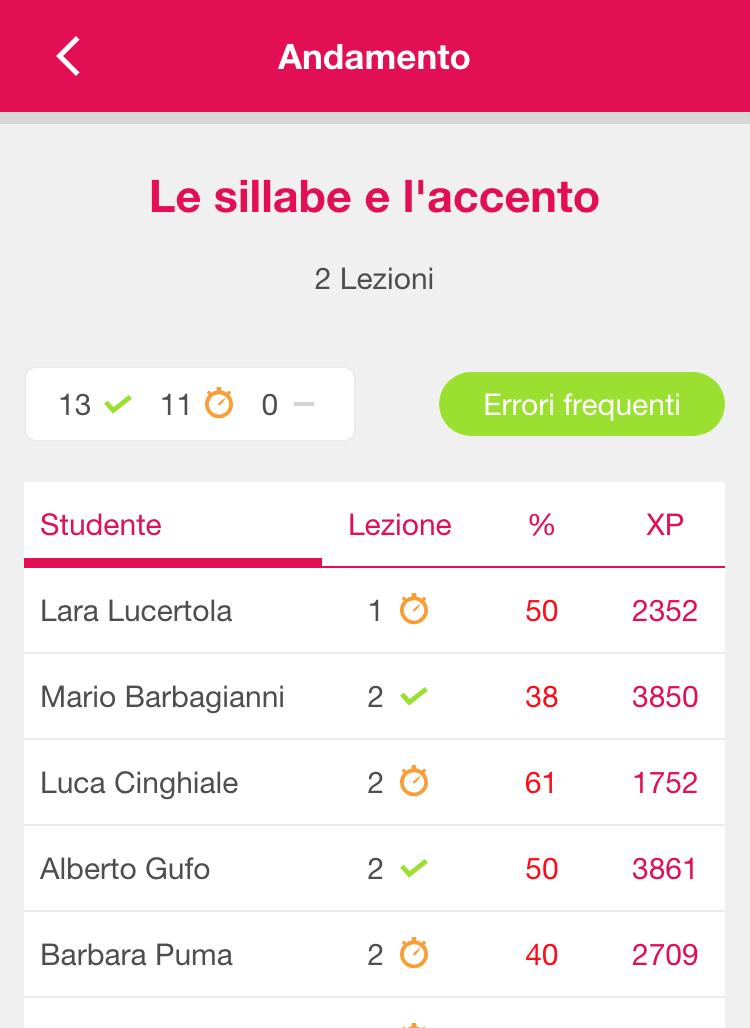 Andamento
Le sillabe e l'accento
2 Lezioni
13 11 0
Errori frequenti
Studente Lezione % XP
Lara Lucertola 1 50 2352
Mario Barbagianni 2 38 3850
Luca Cinghiale 2 61 1752
Alberto Gufo 2 50 3861
Barbara Puma 2 40 2709